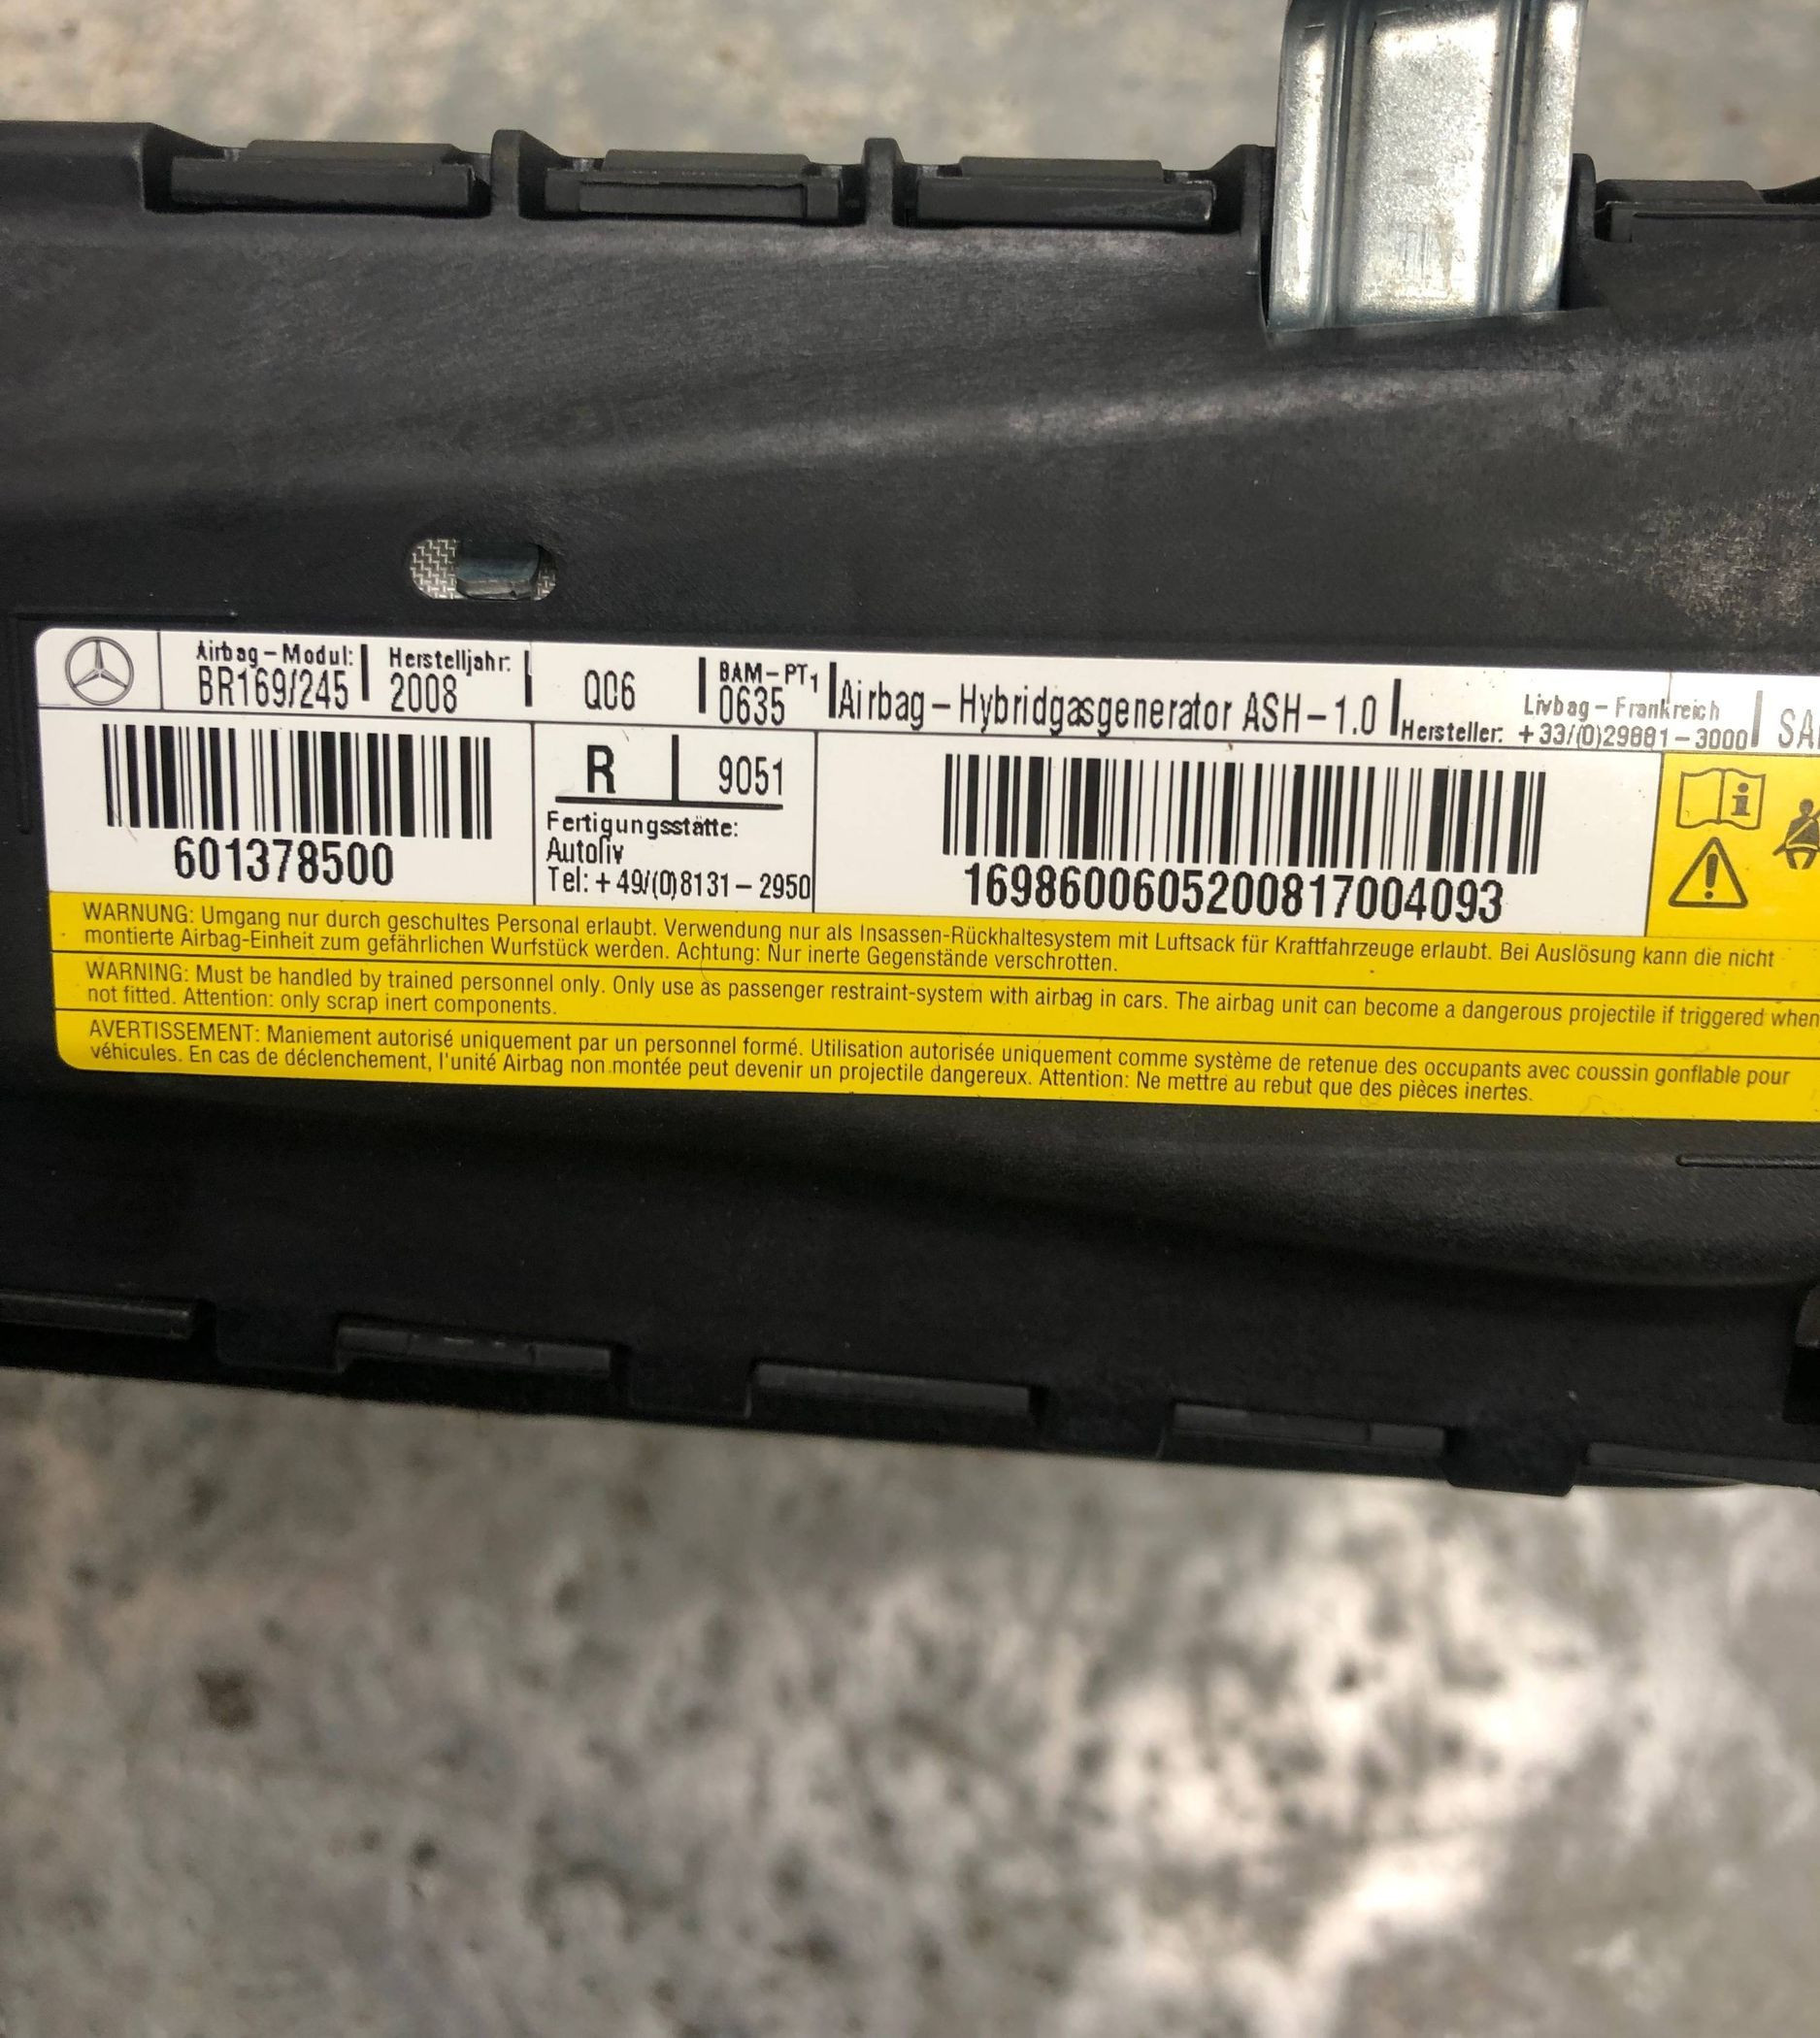 Airbag-Modul: Herstelljahr: BAM-PT1 Livbag-Frankreich
BR169/245 2008 Q06 0635 Airbag-Hybridgasgenerator ASH-1.0 Hersteller: +33/(0)29881-3000
R 9051
Fertigungsstätte:
Autoliv
Tel: +49/(0)8131-2950
601378500
1698600605200817004093
WARNUNG: Umgang nur durch geschultes Personal erlaubt. Verwendung nur als Insassen-Rückhaltesystem mit Luftsack für Kraftfahrzeuge erlaubt. Bei Auslösung kann die nicht
montierte Airbag-Einheit zum gefährlichen Wurfstück werden. Achtung: Nur inerte Gegenstände verschrotten.
WARNING: Must be handled by trained personnel only. Only use as passenger restraint-system with airbag in cars. The airbag unit can become a dangerous projectile if triggered when
not fitted. Attention: only scrap inert components.
AVERTISSEMENT: Maniement autorisé uniquement par un personnel formé. Utilisation autorisée uniquement comme système de retenue des occupants avec coussin gonflable pour
véhicules. En cas de déclenchement, l'unité Airbag non montée peut devenir un projectile dangereux. Attention: Ne mettre au rebut que des pièces inertes.